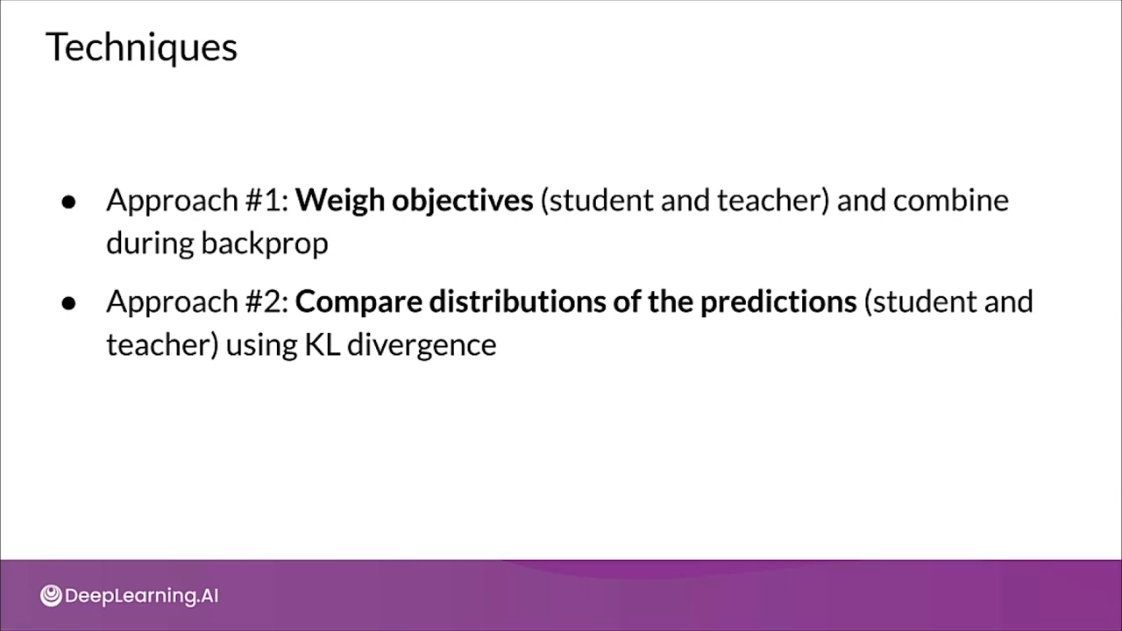 Techniques
● Approach #1: Weigh objectives (student and teacher) and combine
during backprop
● Approach #2: Compare distributions of the predictions (student and
teacher) using KL divergence
DeepLearning.AI